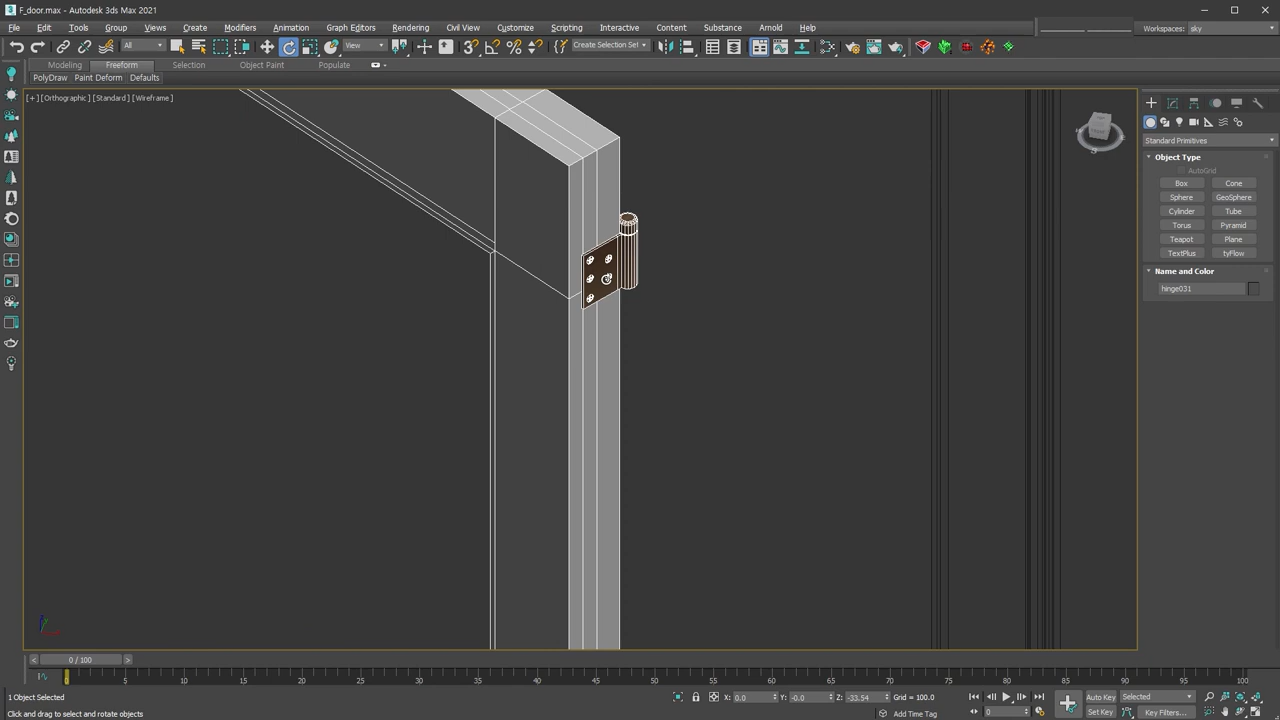 F_door.max - Autodesk 3ds Max 2021
File Edit Tools Group Views Create Modifiers Animation Graph Editors Rendering Civil View Customize Scripting Interactive Content Substance Arnold Help
Workspaces: sky
All View Create Selection Set
Modeling Freeform Selection Object Paint Populate
PolyDraw Paint Deform Defaults
[+] [Orthographic] [Standard] [Wireframe]
Standard Primitives
Object Type
AutoGrid
Box Cone
Sphere GeoSphere
Cylinder Tube
Torus Pyramid
Teapot Plane
TextPlus tyFlow
Name and Color
hinge031
0 / 100
0 5 10 15 20 25 30 35 40 45 50 55 60 65 70 75 80 85 90 95 100
1 Object Selected X: 0.0 Y: -0.0 Z: -33.54 Grid = 100.0 Auto Key Selected
Click and drag to select and rotate objects Add Time Tag 0 Set Key Key Filters...